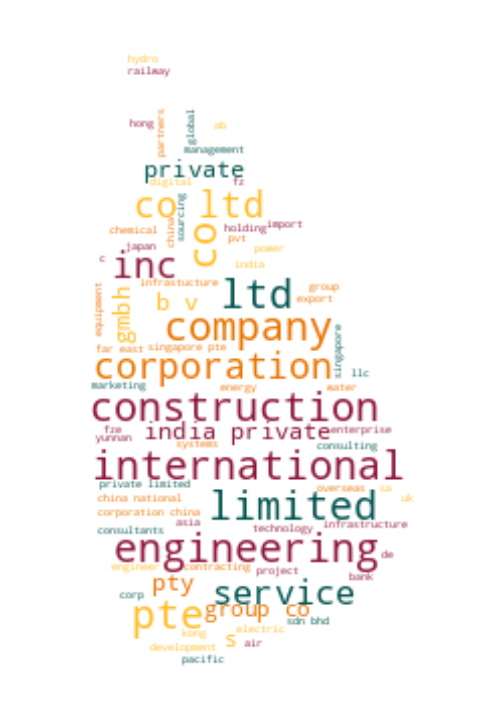 hydro
railway
hong
partners
global
ab
management
private
digital
fz
co ltd
sourcing
china
co
chemical
holding
import
pvt
japan
power
c
inc
india
infrastucture
equipment
gmbh
b v
ltd
group
export
company
singapore
far east
singapore pte
corporation
llc
marketing
energy
water
construction
fze
india private
enterprise
yunnan
systems
consulting
international
private limited
overseas
sa
china national
limited
uk
corporation china
asia
consultants
technology
infrastructure
engineering
de
engineer
contracting
project
bank
pty
service
corp
pte
group co
sdn bhd
kong
s
electric
air
development
pacific